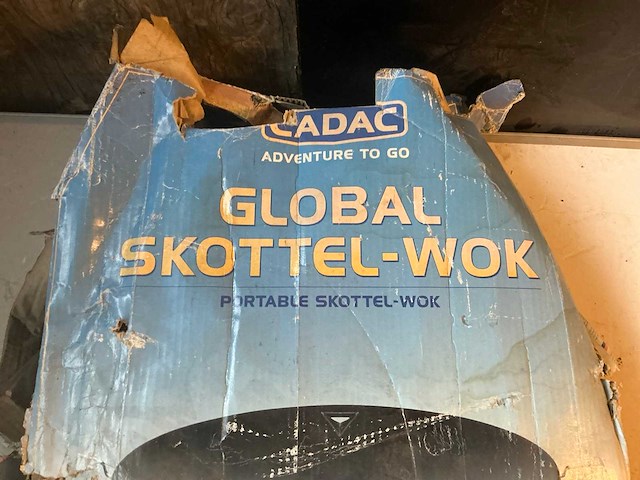 CADAC
ADVENTURE TO GO
GLOBAL
SKOTTEL-WOK
PORTABLE SKOTTEL-WOK